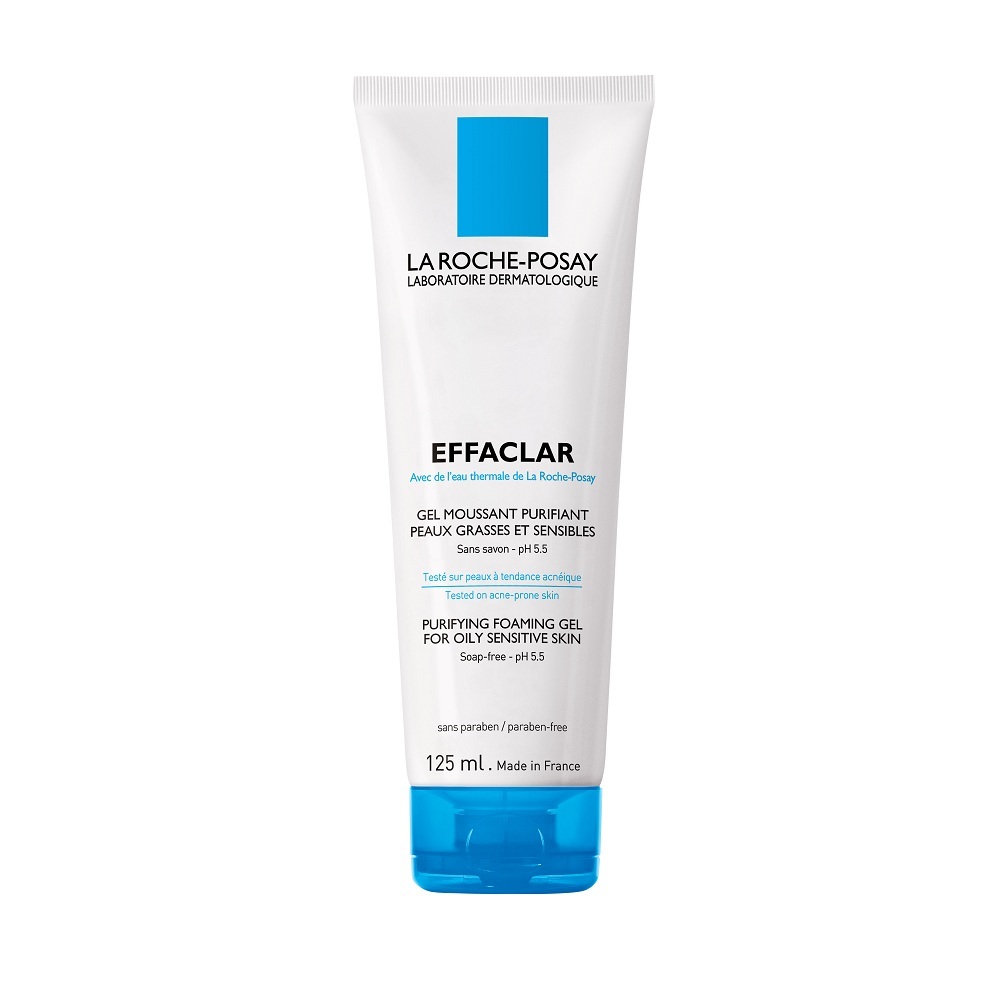 LA ROCHE-POSAY
LABORATOIRE DERMATOLOGIQUE
EFFACLAR
Avec de l'eau thermale de La Roche-Posay
GEL MOUSSANT PURIFIANT
PEAUX GRASSES ET SENSIBLES
Sans savon - pH 5.5
Testé sur peaux à tendance acnéique
Tested on acne-prone skin
PURIFYING FOAMING GEL
FOR OILY SENSITIVE SKIN
Soap-free - pH 5.5
sans paraben / paraben-free
125 ml. Made in France